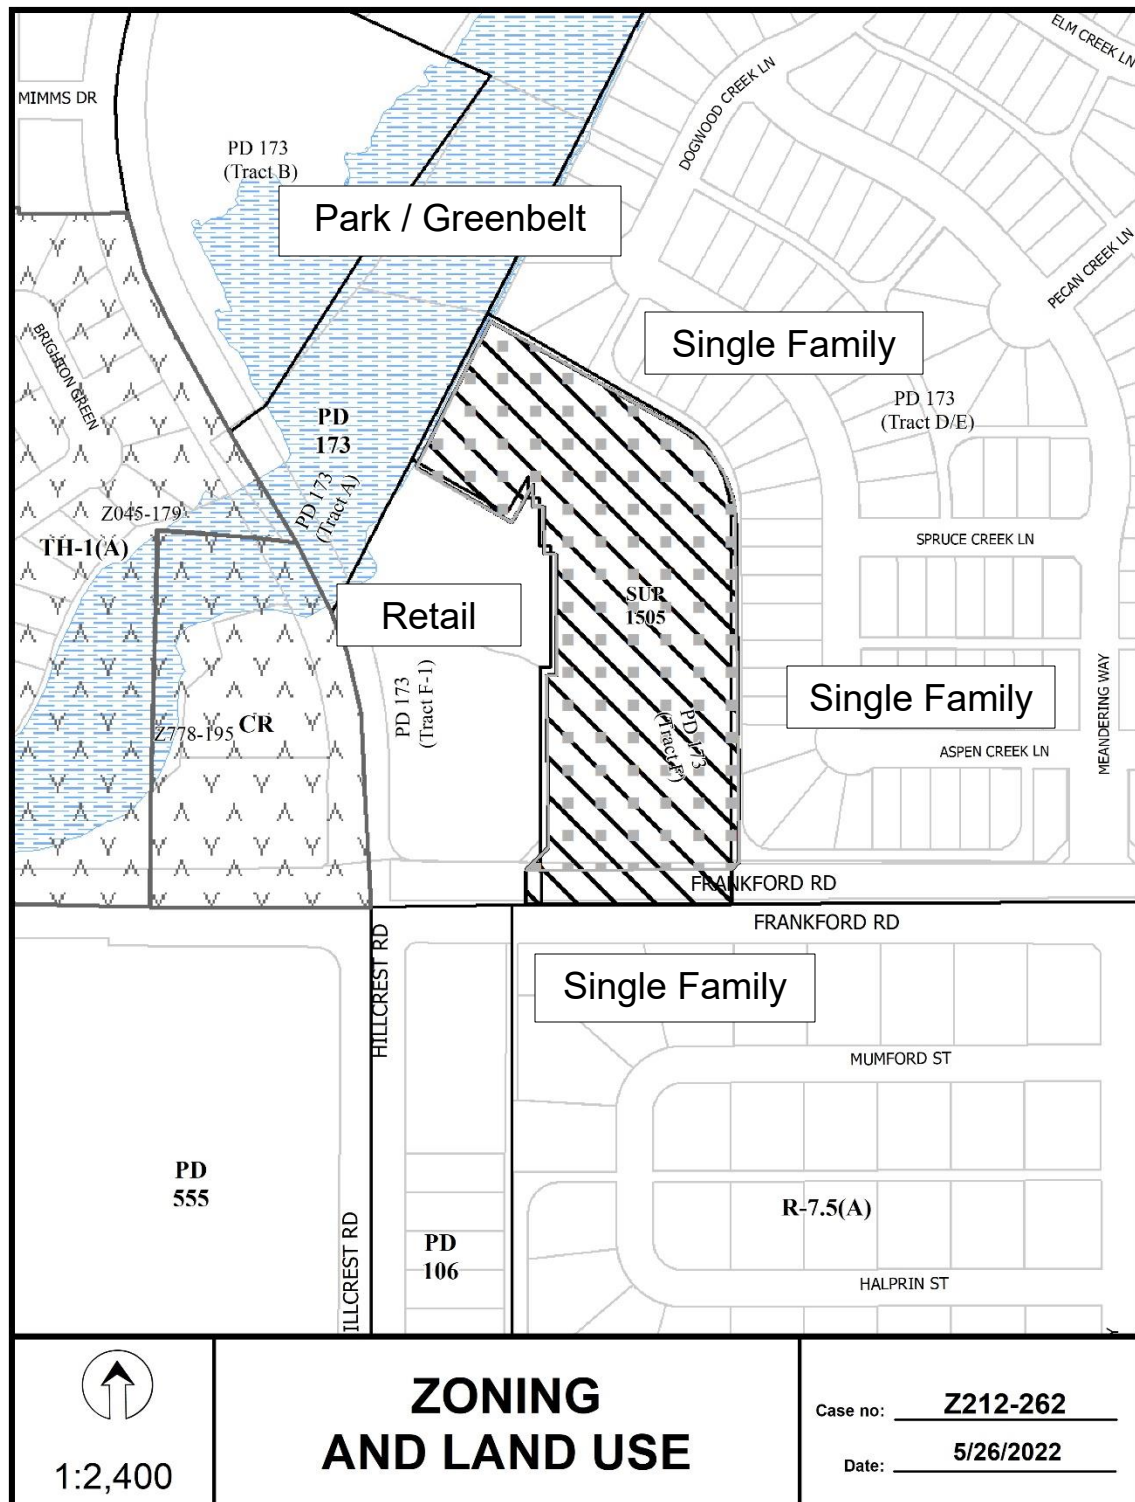 ELM CREEK LN
DOGWOOD CREEK LN
MIMMS DR
PD 173
(Tract B)
Park / Greenbelt
PECAN CREEK LN
Single Family
BRIGHTON GREEN
PD 173
(Tract D/E)
PD
173
PD 173
(Tract A)
Z045-179
TH-1(A)
SPRUCE CREEK LN
SUP
1505
Retail
PD 173
(Tract F-1)
Single Family
MEANDERING WAY
PD 173
(Tract F)
Z778-195
CR
ASPEN CREEK LN
FRANKFORD RD
FRANKFORD RD
HILLCREST RD
Single Family
MUMFORD ST
PD
555
R-7.5(A)
PD
106
ILLCREST RD
HALPRIN ST
Y
1:2,400
ZONING
AND LAND USE
Case no: Z212-262
Date: 5/26/2022